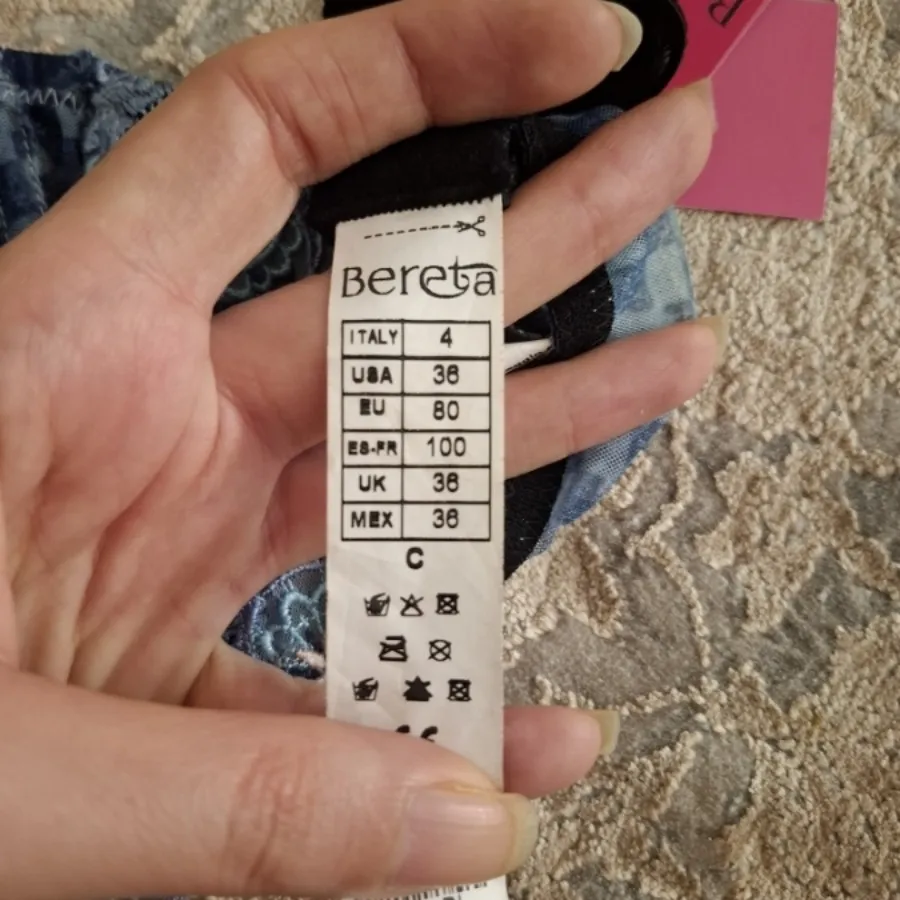 Bereta
ITALY 4
USA 36
EU 80
ES-FR 100
UK 36
MEX 36
C